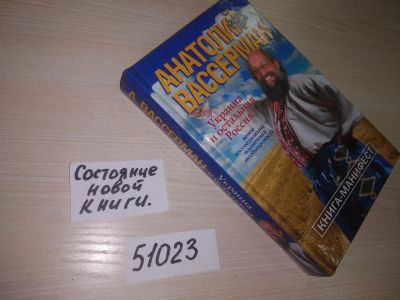 АНАТОЛИЙ
ВАССЕРМАН
Украина
и остальная
Россия
КНИГА-МАНИФЕСТ
А. ВАССЕРМАН
Украина
Состояние
новой
книги.
51023